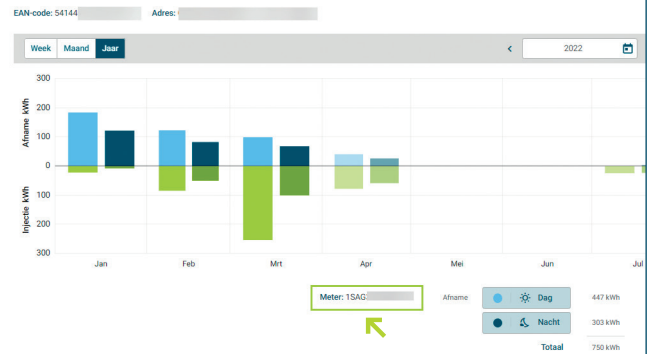 EAN-code: 54144 Adres:
Week Maand Jaar < 2022
300
200
100
0
100
200
300
Afname kWh
Injectie kWh
Jan Feb Mrt Apr Mei Jun Jul
Meter: 1SAG Afname Dag 447 kWh
Nacht 303 kWh
Totaal 750 kWh